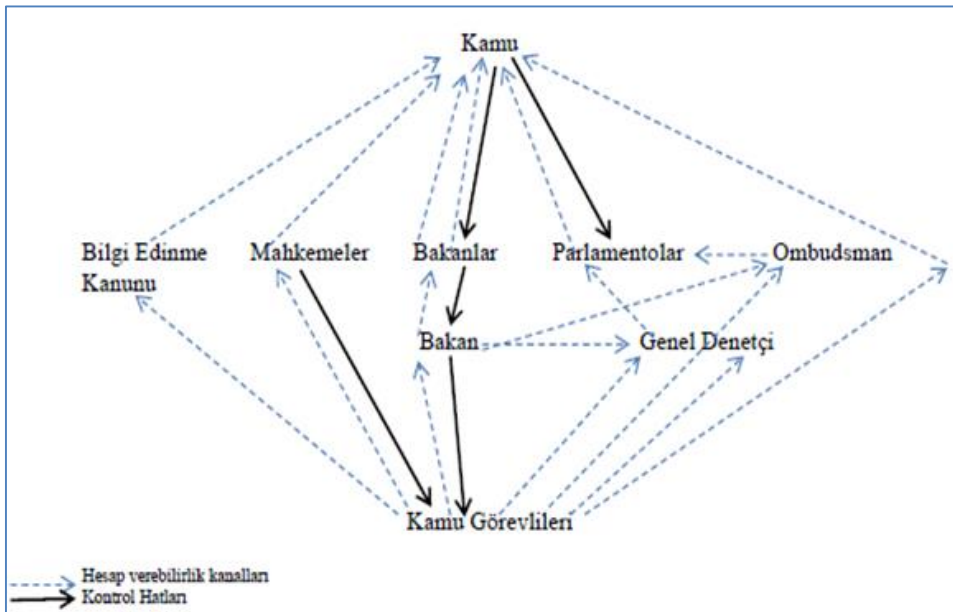 Kamu
Bilgi Edinme
Kanunu
Mahkemeler
Bakanlar
Parlamentolar
Ombudsman
Bakan
Genel Denetçi
Kamu Görevlileri
Hesap verebilirlik kanalları
Kontrol Hatları